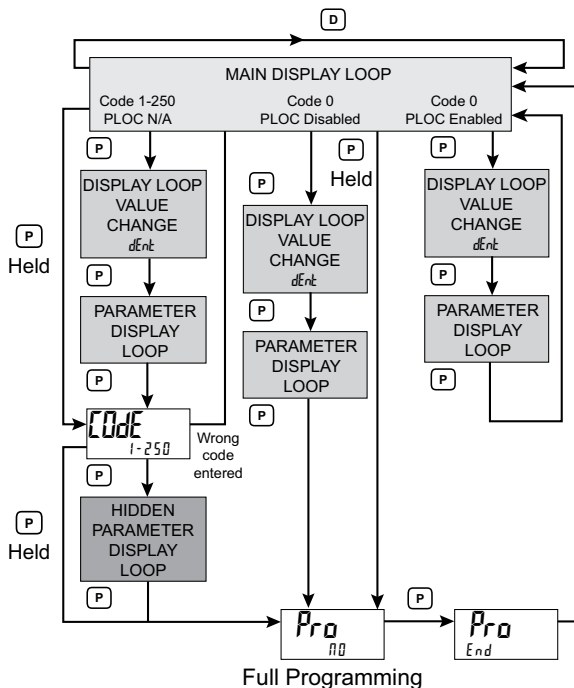 D
MAIN DISPLAY LOOP
Code 1-250
PLOC N/A
Code 0
PLOC Disabled
Code 0
PLOC Enabled
P
P
Held
P
P
DISPLAY LOOP
VALUE
CHANGE
dEnt
P
Held
DISPLAY LOOP
VALUE
CHANGE
dEnt
DISPLAY LOOP
VALUE
CHANGE
dEnt
P
P
P
PARAMETER
DISPLAY
LOOP
PARAMETER
DISPLAY
LOOP
PARAMETER
DISPLAY
LOOP
P
P
P
COdE
1-250
Wrong
code
entered
P
P
Held
HIDDEN
PARAMETER
DISPLAY
LOOP
P
Pro
NO
P
Pro
End
Full Programming